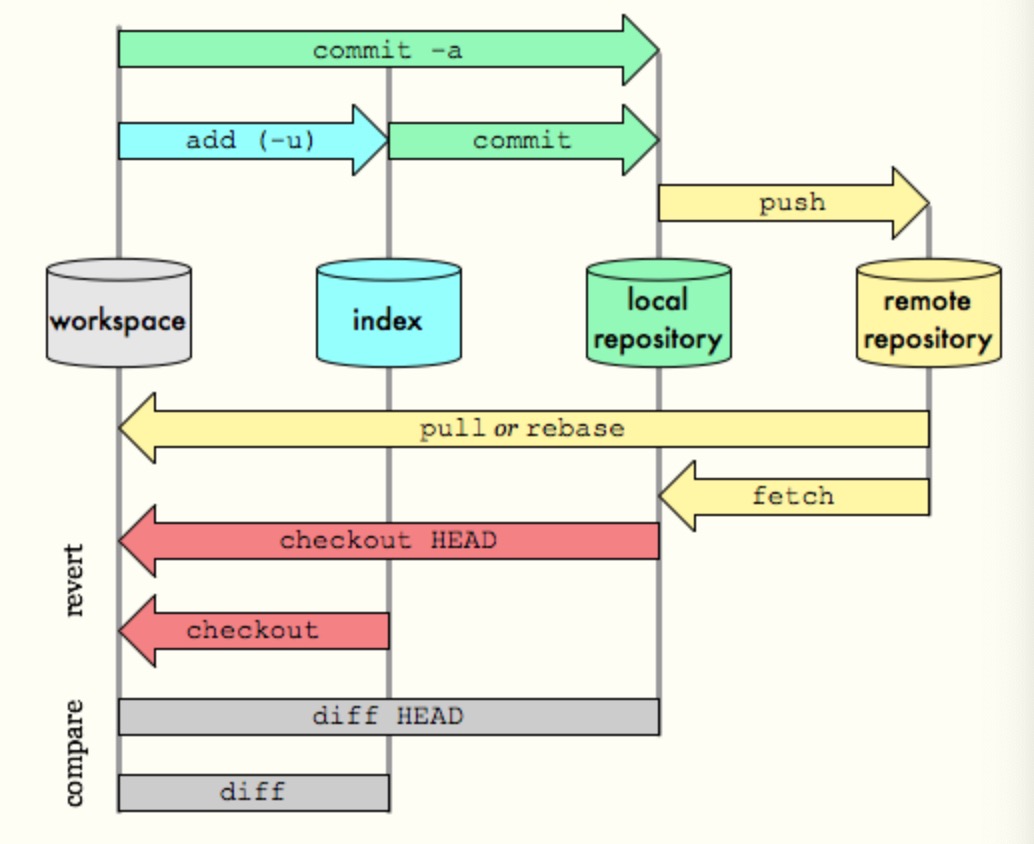 commit -a
add (-u)
commit
push
workspace
index
local
repository
remote
repository
pull or rebase
fetch
revert
checkout HEAD
checkout
compare
diff HEAD
diff